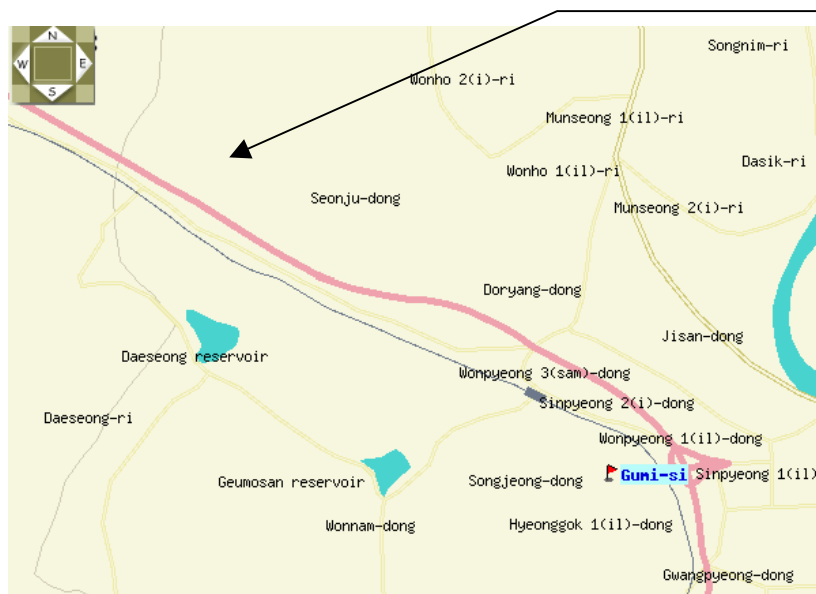 N
W E
S
Songnim-ri
Wonho 2(i)-ri
Munseong 1(il)-ri
Dasik-ri
Wonho 1(il)-ri
Seonju-dong
Munseong 2(i)-ri
Doryang-dong
Jisan-dong
Daeseong reservoir
Wonpyeong 3(sam)-dong
Sinpyeong 2(i)-dong
Daeseong-ri
Wonpyeong 1(il)-dong
Geumosan reservoir
Songjeong-dong
Gumi-si
Sinpyeong 1(il)
Wonnam-dong
Hyeonggok 1(il)-dong
Gwangpyeong-dong